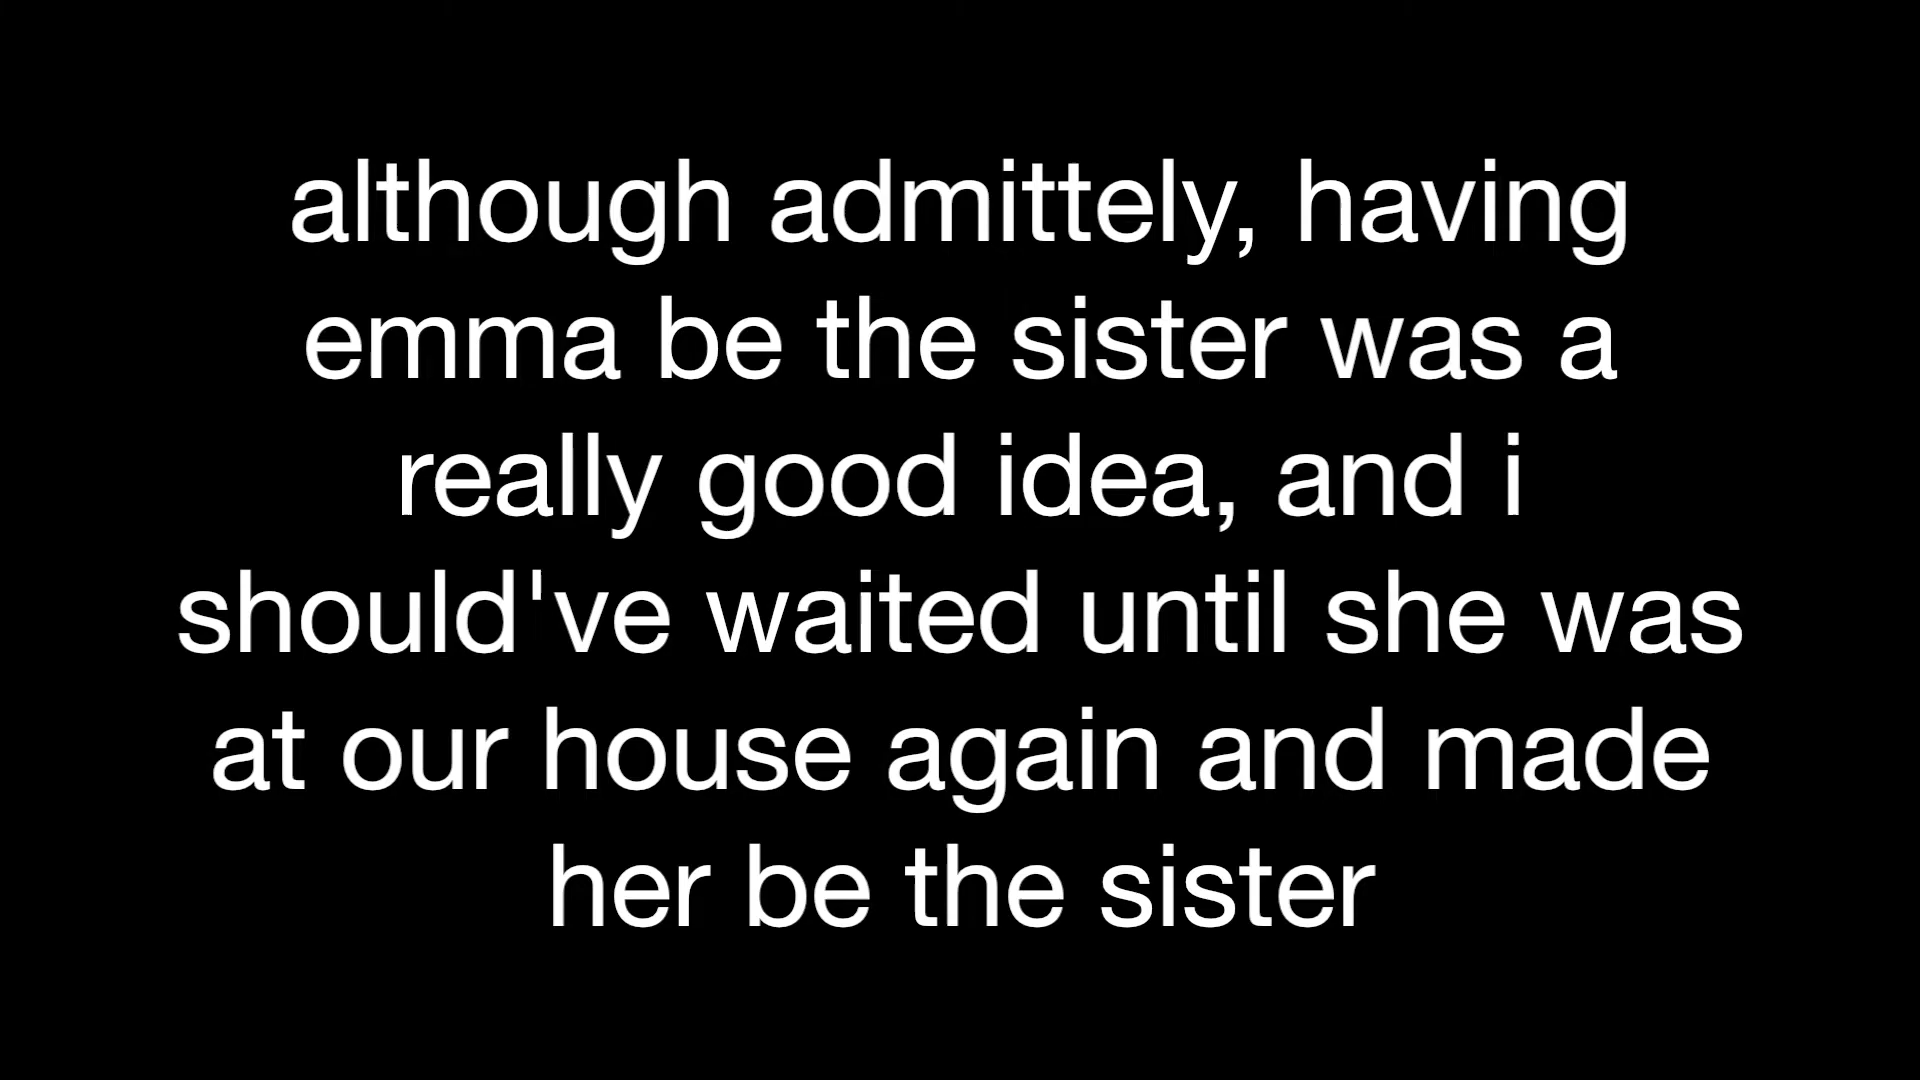 although admittely, having
emma be the sister was a
really good idea, and i
should've waited until she was
at our house again and made
her be the sister